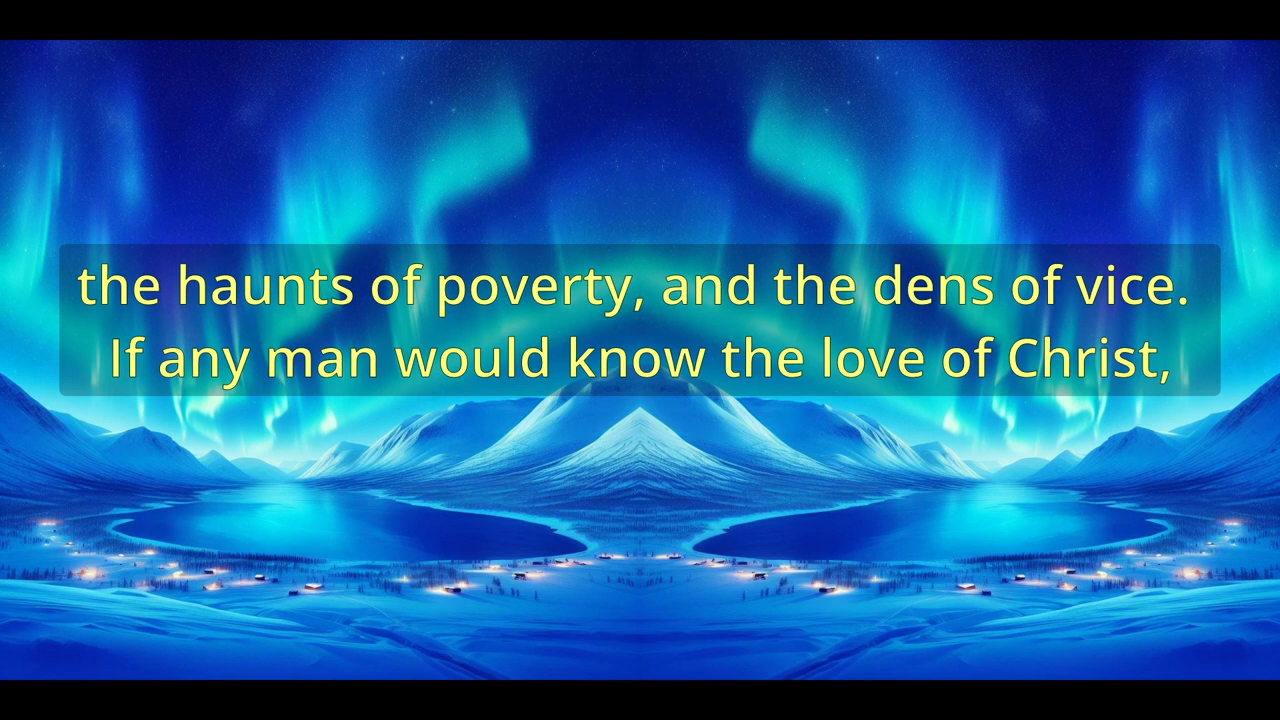 the haunts of poverty, and the dens of vice.
If any man would know the love of Christ,